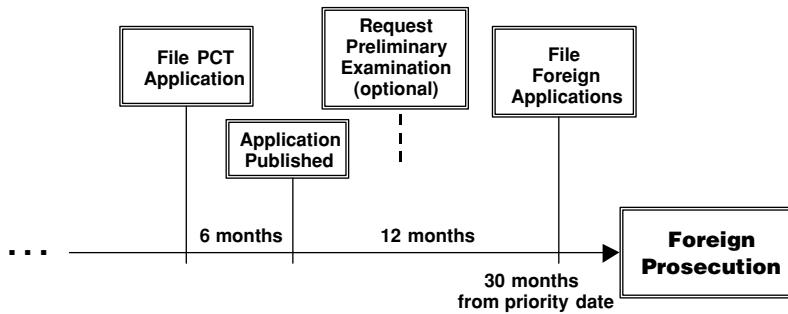 File PCT
Application
Application
Published
Request
Preliminary
Examination
(optional)
File
Foreign
Applications
...
6 months
12 months
30 months
from priority date
Foreign
Prosecution